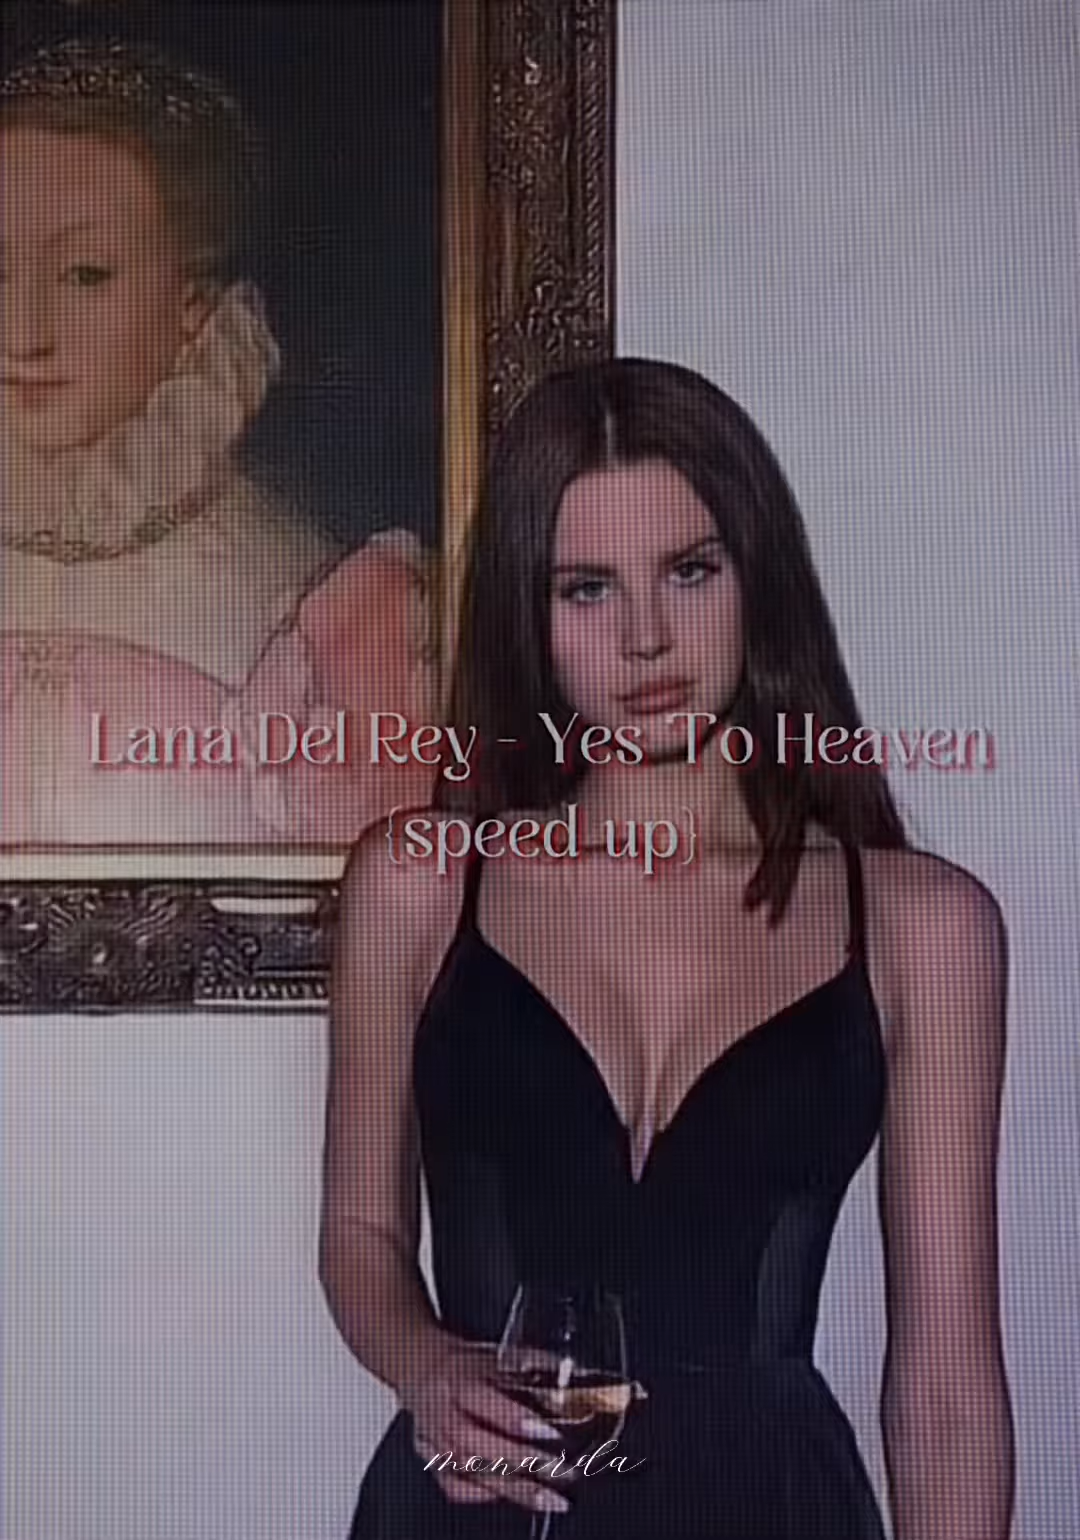 Lana Del Rey - Yes To Heaven
{speed up}
monarda